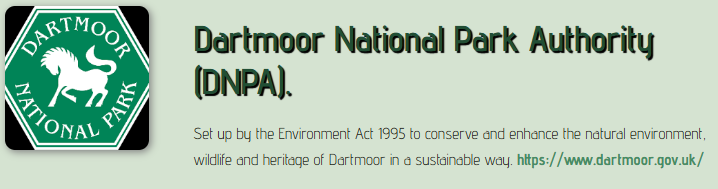 DARTMOOR
NATIONAL PARK
Dartmoor National Park Authority
(DNPA).
Set up by the Environment Act 1995 to conserve and enhance the natural environment,
wildlife and heritage of Dartmoor in a sustainable way. https://www.dartmoor.gov.uk/